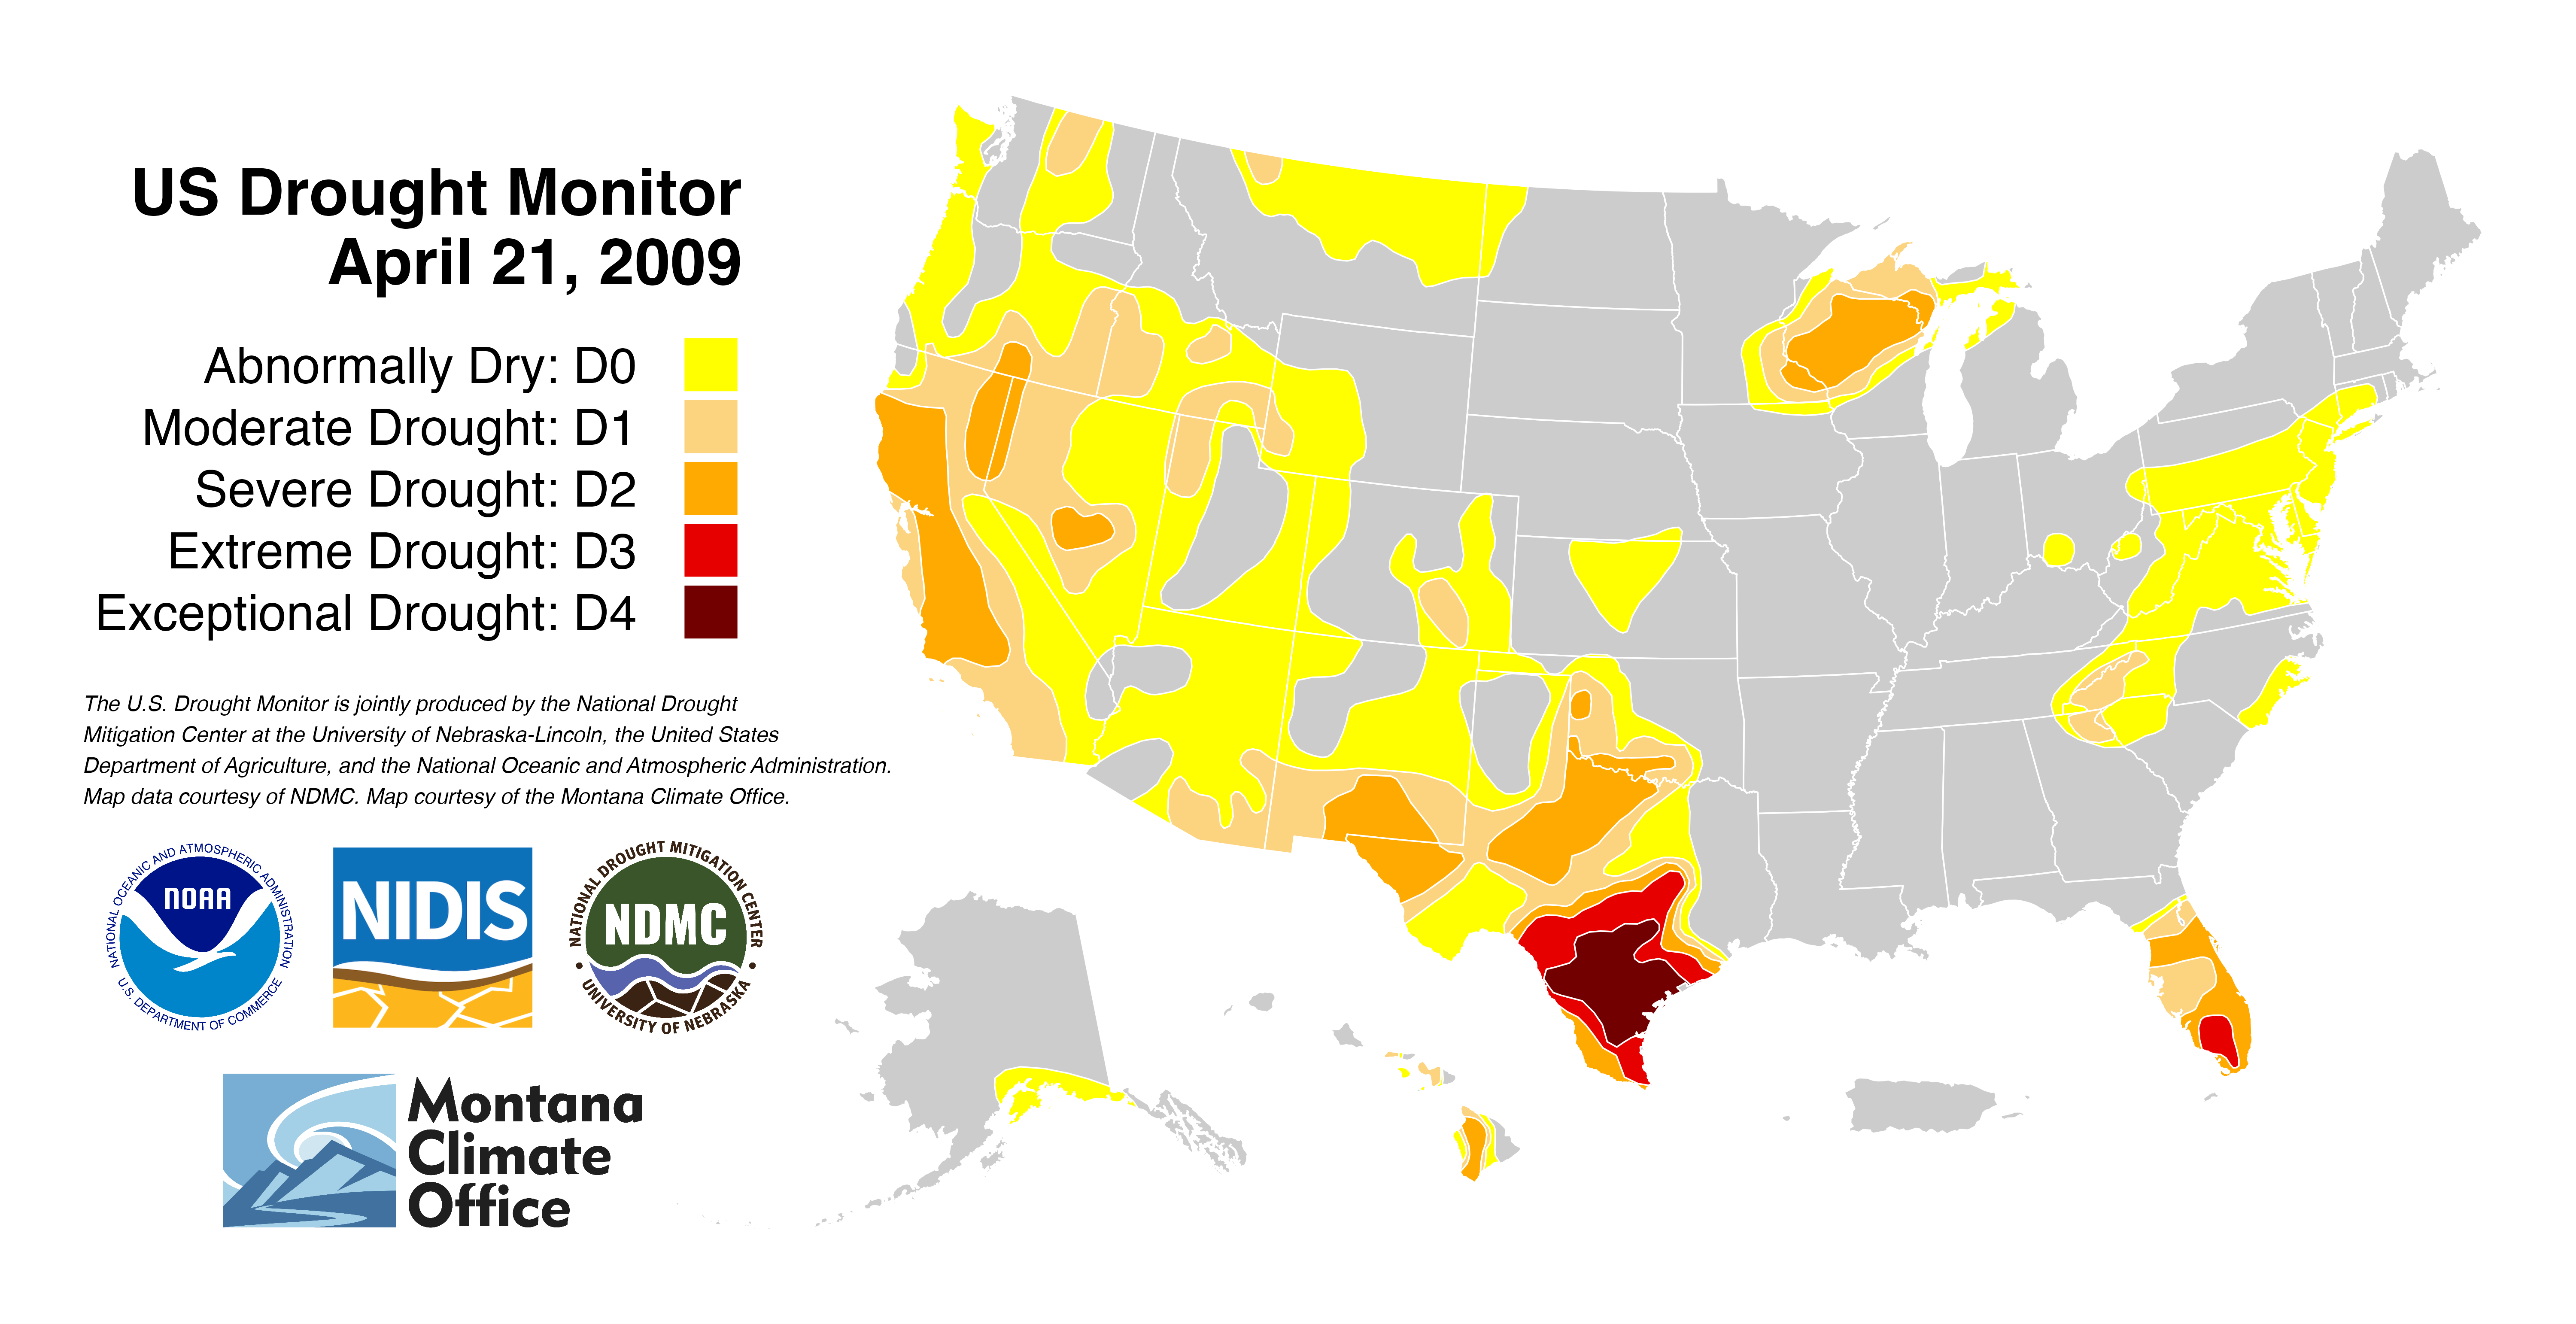 US Drought Monitor
April 21, 2009
Abnormally Dry: D0
Moderate Drought: D1
Severe Drought: D2
Extreme Drought: D3
Exceptional Drought: D4
The U.S. Drought Monitor is jointly produced by the National Drought
Mitigation Center at the University of Nebraska-Lincoln, the United States
Department of Agriculture, and the National Oceanic and Atmospheric Administration.
Map data courtesy of NDMC. Map courtesy of the Montana Climate Office.
NATIONAL OCEANIC AND ATMOSPHERIC ADMINISTRATION
NOAA
U.S. DEPARTMENT OF COMMERCE
NIDIS
NATIONAL DROUGHT MITIGATION CENTER
NDMC
UNIVERSITY OF NEBRASKA
Montana
Climate
Office